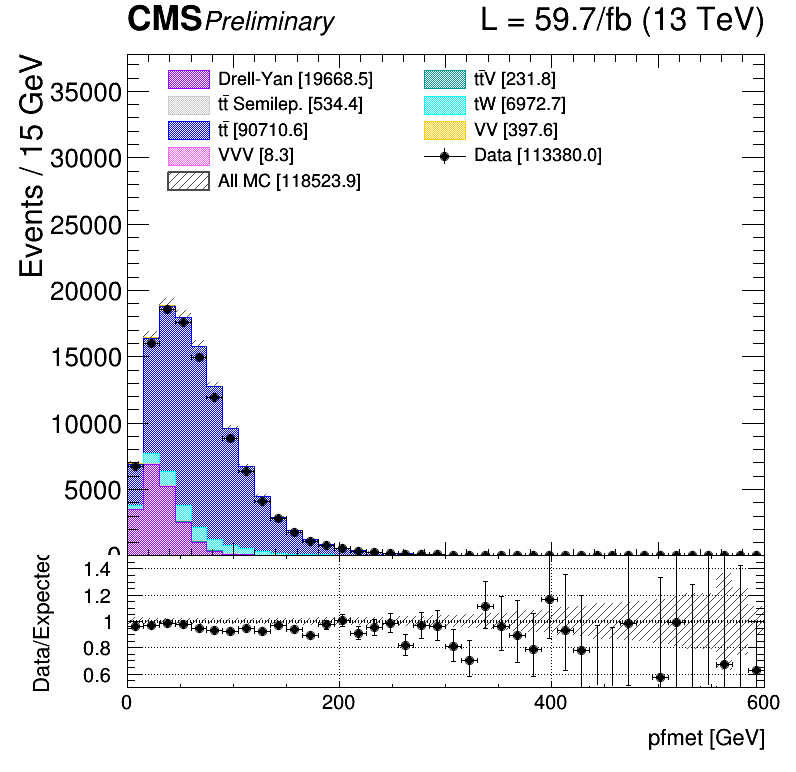 CMS Preliminary L = 59.7/fb (13 TeV)
Events / 15 GeV
35000
30000
25000
20000
15000
10000
5000
0
Drell-Yan [19668.5]
tt̄ Semilep. [534.4]
tt̄ [90710.6]
VVV [8.3]
All MC [118523.9]
tt̄V [231.8]
tW [6972.7]
VV [397.6]
Data [113380.0]
Data/Expected
1.4
1.2
1
0.8
0.6
0 200 400 600
pfmet [GeV]